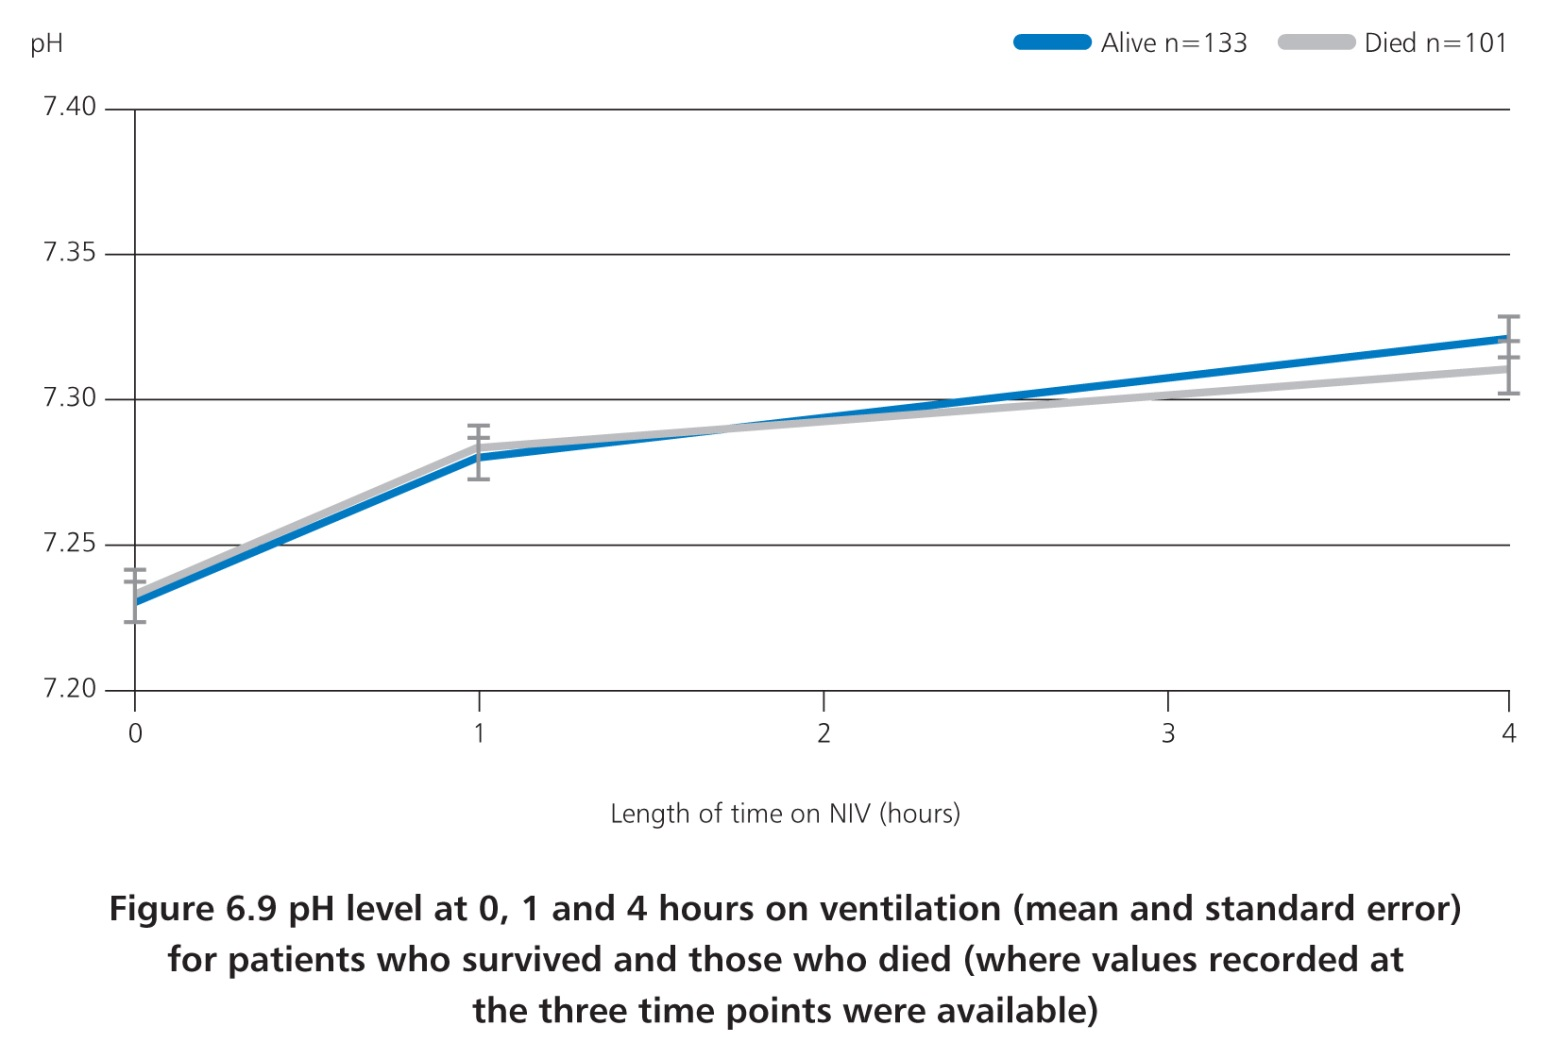 pH
Alive n=133 Died n=101
7.40
7.35
7.30
7.25
7.20
0 1 2 3 4
Length of time on NIV (hours)
Figure 6.9 pH level at 0, 1 and 4 hours on ventilation (mean and standard error)
for patients who survived and those who died (where values recorded at
the three time points were available)